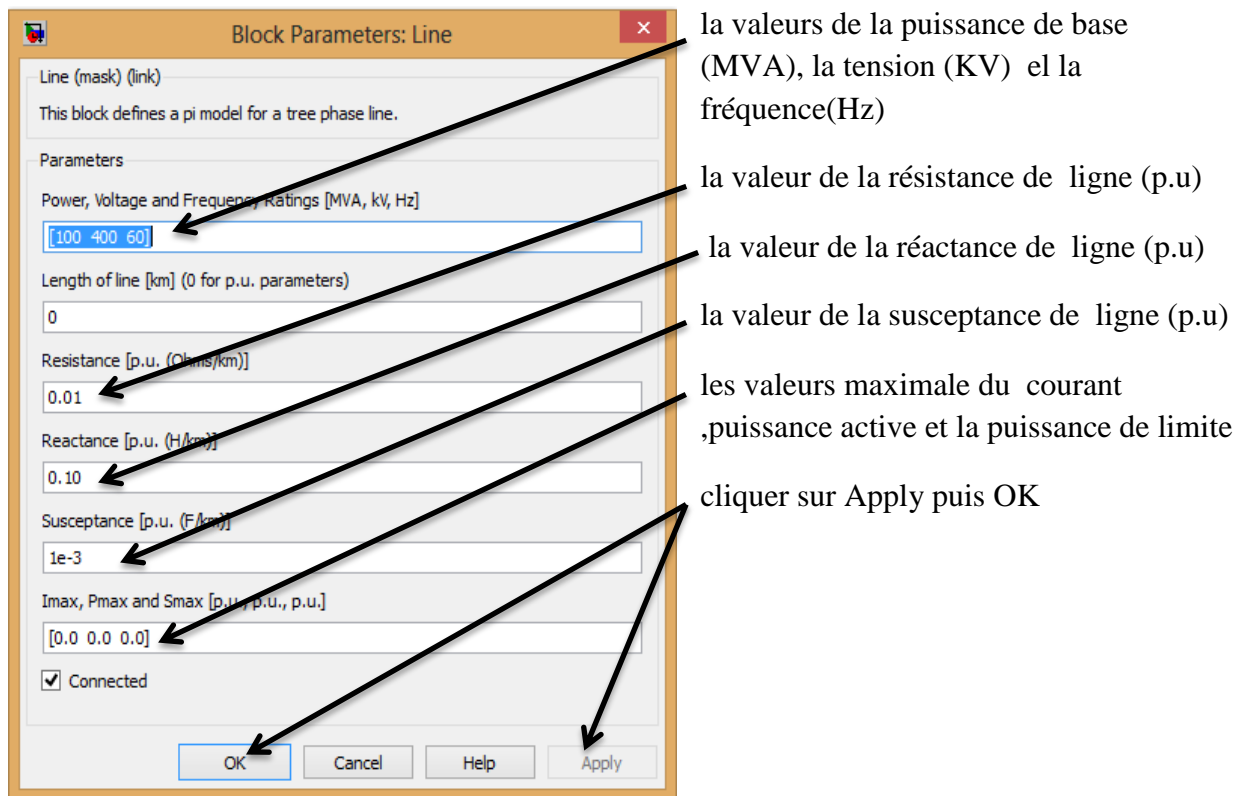 Block Parameters: Line
Line (mask) (link)
This block defines a pi model for a tree phase line.
Parameters
Power, Voltage and Frequency Ratings [MVA, kV, Hz]
[100 400 60]
Length of line [km] (0 for p.u. parameters)
0
Resistance [p.u. (Ohms/km)]
0.01
Reactance [p.u. (H/km)]
0.10
Susceptance [p.u. (F/km)]
1e-3
Imax, Pmax and Smax [p.u., p.u., p.u.]
[0.0 0.0 0.0]
Connected
OK
Cancel
Help
Apply
la valeurs de la puissance de base
(MVA), la tension (KV) el la
fréquence(Hz)
la valeur de la résistance de ligne (p.u)
la valeur de la réactance de ligne (p.u)
la valeur de la susceptance de ligne (p.u)
les valeurs maximale du courant
,puissance active et la puissance de limite
cliquer sur Apply puis OK